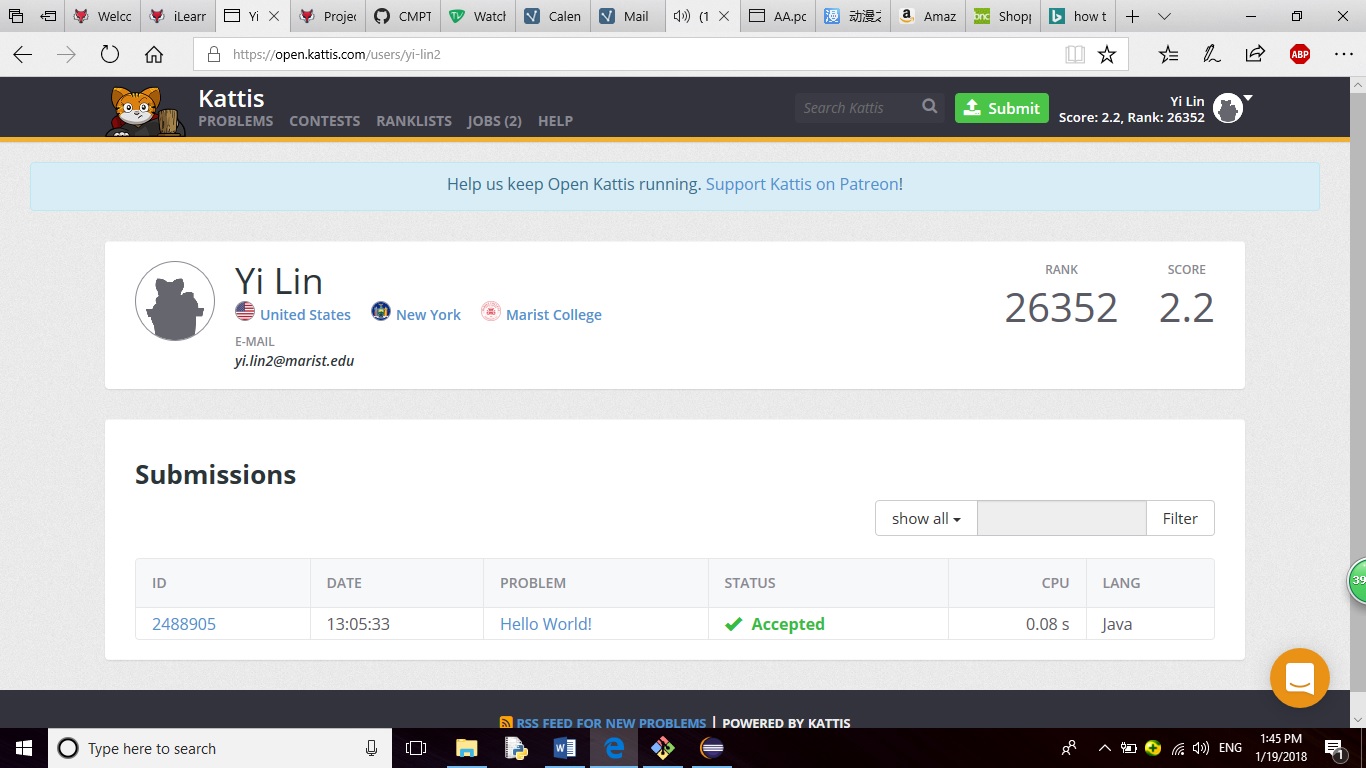 Welcc
iLearr
Yi
Projec
CMPT
Watch
Calen
Mail
(1
AA.pc
动漫之
Amaz
Shopp
how t
https://open.kattis.com/users/yi-lin2
ABP
Kattis
PROBLEMS CONTESTS RANKLISTS JOBS (2) HELP
Search Kattis
Submit
Yi Lin
Score: 2.2, Rank: 26352
Help us keep Open Kattis running. Support Kattis on Patreon!
Yi Lin
United States New York Marist College
E-MAIL
yi.lin2@marist.edu
RANK SCORE
26352 2.2
Submissions
show all Filter
ID DATE PROBLEM STATUS CPU LANG
2488905 13:05:33 Hello World! Accepted 0.08 s Java
39
RSS FEED FOR NEW PROBLEMS | POWERED BY KATTIS
Type here to search
ENG
1:45 PM
1/19/2018
1